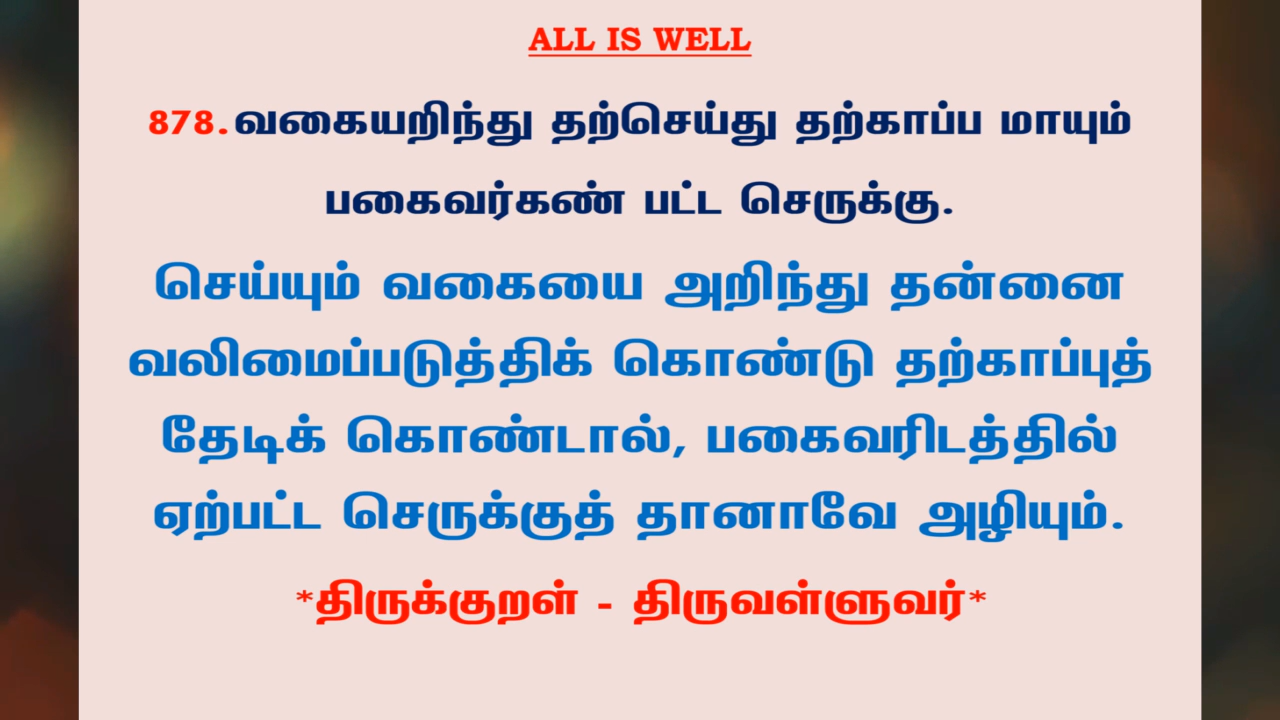 ALL IS WELL
878.வகையறிந்து தற்செய்து தற்காப்ப மாயும்
பகைவர்கண் பட்ட செருக்கு.
செய்யும் வகையை அறிந்து தன்னை
வலிமைப்படுத்திக் கொண்டு தற்காப்புத்
தேடிக் கொண்டால், பகைவரிடத்தில்
ஏற்பட்ட செருக்குத் தானாவே அழியும்.
*திருக்குறள் - திருவள்ளுவர்*